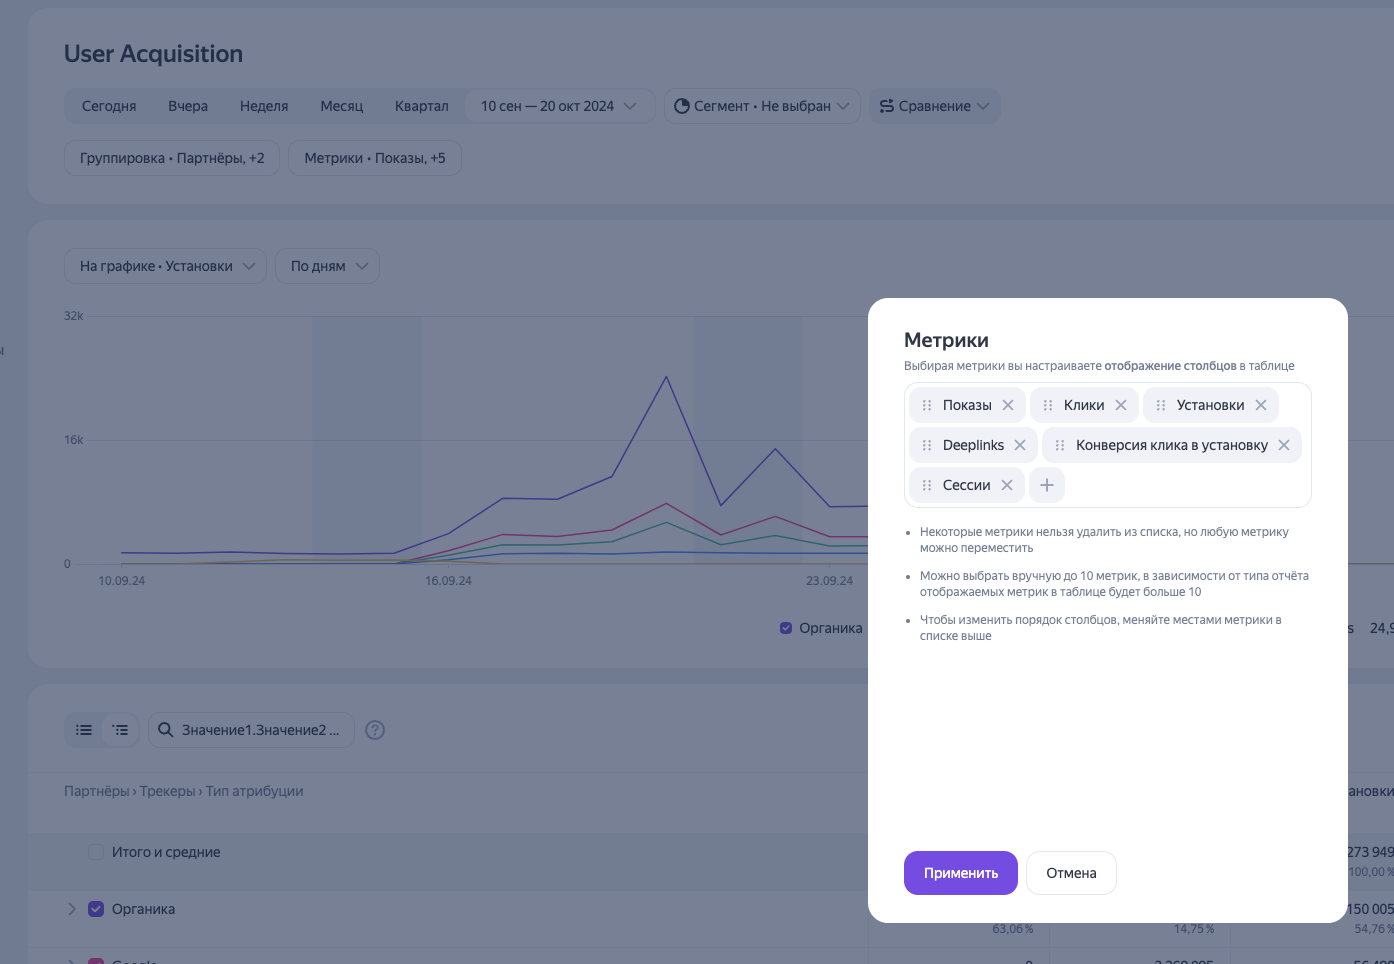 User Acquisition
Сегодня Вчера Неделя Месяц Квартал 10 сен — 20 окт 2024 Сегмент • Не выбран Сравнение
Группировка • Партнёры, +2 Метрики • Показы, +5
На графике • Установки По дням
32k
16k
0
10.09.24 16.09.24 23.09.24
Органика
s 24,9
Значение1.Значение2 ...
Партнёры › Трекеры › Тип атрибуции
Итого и средние
273 949
100,00 %
Органика
150 005
63,06 % 14,75 % 54,76 %
Метрики
Выбирая метрики вы настраиваете отображение столбцов в таблице
Показы Клики Установки
Deeplinks Конверсия клика в установку
Сессии
Некоторые метрики нельзя удалить из списка, но любую метрику
можно переместить
Можно выбрать вручную до 10 метрик, в зависимости от типа отчёта
отображаемых метрик в таблице будет больше 10
Чтобы изменить порядок столбцов, меняйте местами метрики в
списке выше
Применить Отмена